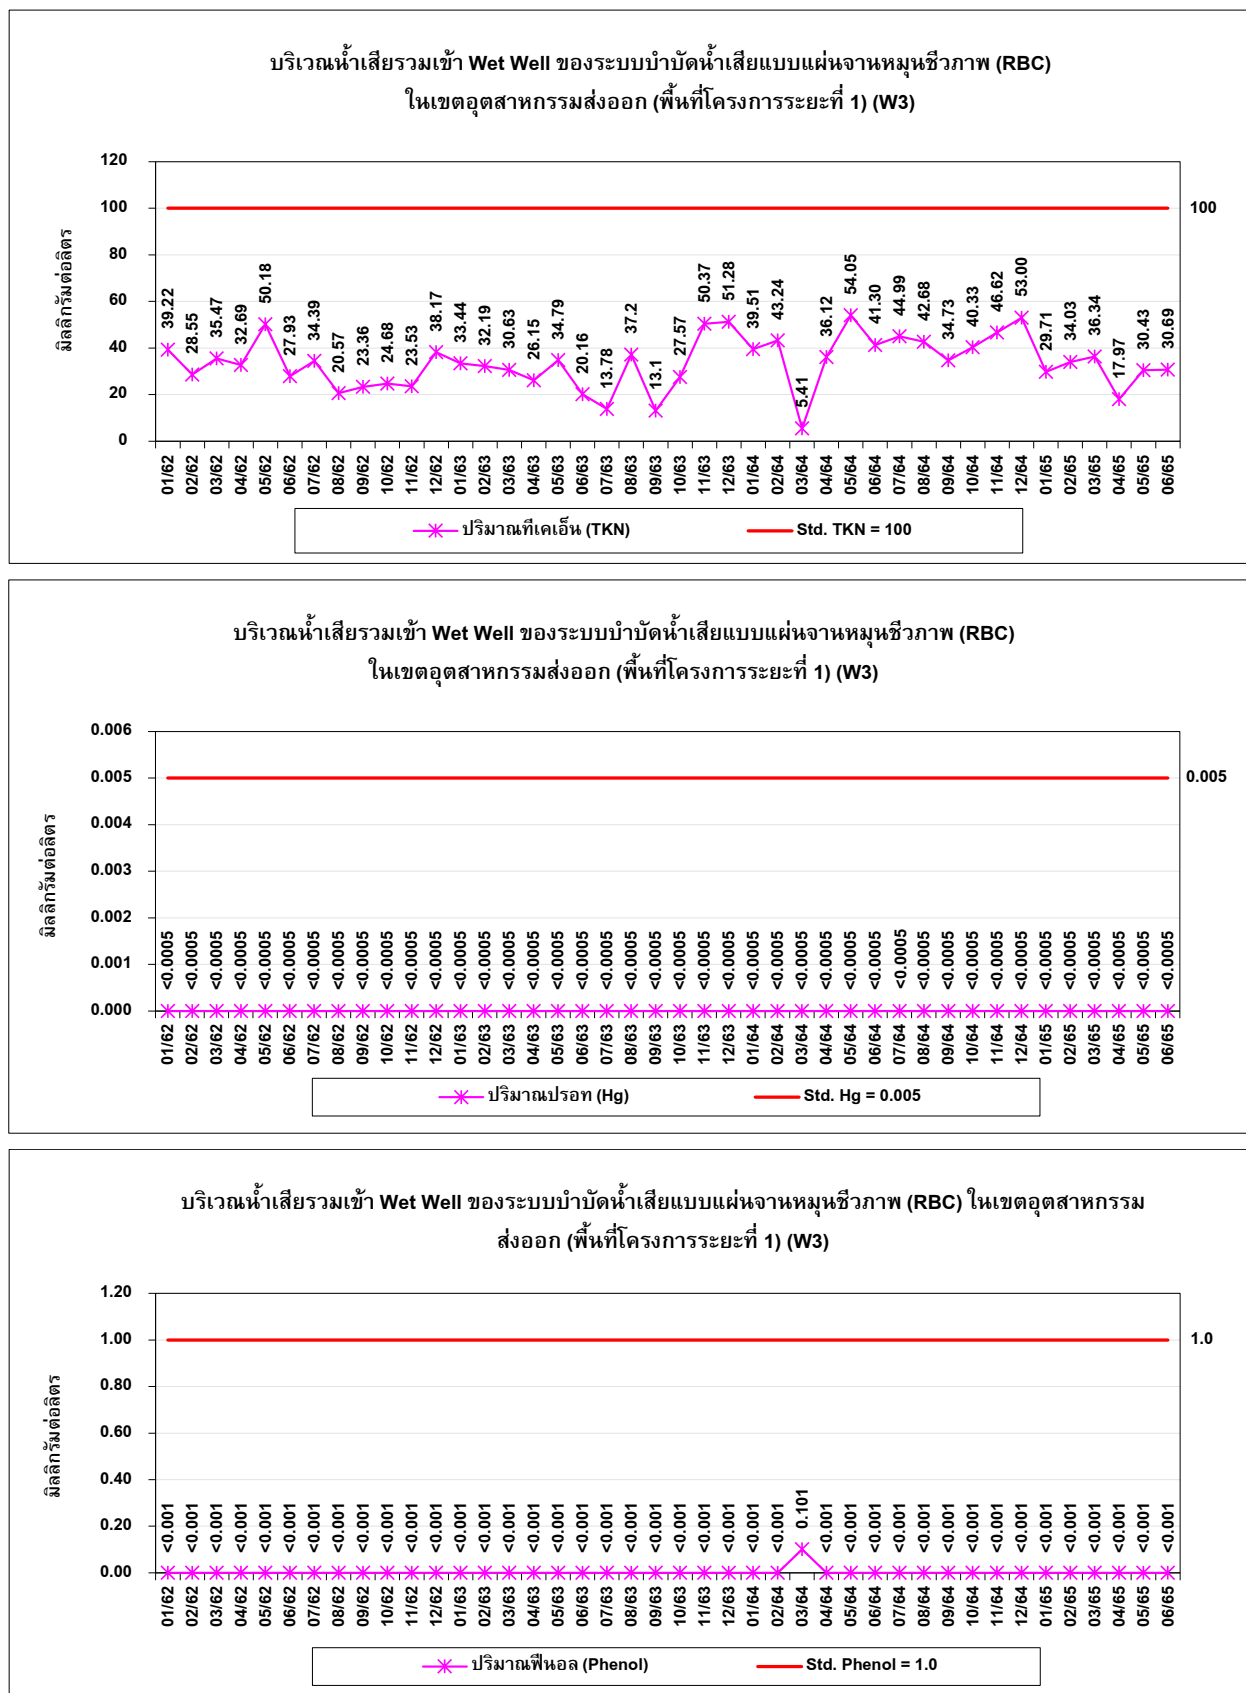 บริเวณน้ำเสียรวมเข้า Wet Well ของระบบบำบัดน้ำเสียแบบแผ่นจานหมุนชีวภาพ (RBC)
ในเขตอุตสาหกรรมส่งออก (พื้นที่โครงการระยะที่ 1) (W3)
มิลลิกรัมต่อลิตร
120
100
80
60
40
20
0
39.22 28.55 35.47 32.69 50.18 27.93 34.39 20.57 23.36 24.68 23.53 38.17 33.44 32.19 30.63 26.15 34.79 20.16 13.78 37.2 13.1 27.57 50.37 51.28 39.51 43.24 5.41 36.12 54.05 41.30 44.99 42.68 34.73 40.33 46.62 53.00 29.71 34.03 36.34 17.97 30.43 30.69
100
01/62 02/62 03/62 04/62 05/62 06/62 07/62 08/62 09/62 10/62 11/62 12/62 01/63 02/63 03/63 04/63 05/63 06/63 07/63 08/63 09/63 10/63 11/63 12/63 01/64 02/64 03/64 04/64 05/64 06/64 07/64 08/64 09/64 10/64 11/64 12/64 01/65 02/65 03/65 04/65 05/65 06/65
ปริมาณทีเคเอ็น (TKN) Std. TKN = 100
บริเวณน้ำเสียรวมเข้า Wet Well ของระบบบำบัดน้ำเสียแบบแผ่นจานหมุนชีวภาพ (RBC)
ในเขตอุตสาหกรรมส่งออก (พื้นที่โครงการระยะที่ 1) (W3)
มิลลิกรัมต่อลิตร
0.006
0.005
0.004
0.003
0.002
0.001
0.000
<0.0005 <0.0005 <0.0005 <0.0005 <0.0005 <0.0005 <0.0005 <0.0005 <0.0005 <0.0005 <0.0005 <0.0005 <0.0005 <0.0005 <0.0005 <0.0005 <0.0005 <0.0005 <0.0005 <0.0005 <0.0005 <0.0005 <0.0005 <0.0005 <0.0005 <0.0005 <0.0005 <0.0005 <0.0005 <0.0005 <0.0005 <0.0005 <0.0005 <0.0005 <0.0005 <0.0005 <0.0005 <0.0005 <0.0005 <0.0005 <0.0005 <0.0005
0.005
01/62 02/62 03/62 04/62 05/62 06/62 07/62 08/62 09/62 10/62 11/62 12/62 01/63 02/63 03/63 04/63 05/63 06/63 07/63 08/63 09/63 10/63 11/63 12/63 01/64 02/64 03/64 04/64 05/64 06/64 07/64 08/64 09/64 10/64 11/64 12/64 01/65 02/65 03/65 04/65 05/65 06/65
ปริมาณปรอท (Hg) Std. Hg = 0.005
บริเวณน้ำเสียรวมเข้า Wet Well ของระบบบำบัดน้ำเสียแบบแผ่นจานหมุนชีวภาพ (RBC) ในเขตอุตสาหกรรม
ส่งออก (พื้นที่โครงการระยะที่ 1) (W3)
มิลลิกรัมต่อลิตร
1.20
1.00
0.80
0.60
0.40
0.20
0.00
<0.001 <0.001 <0.001 <0.001 <0.001 <0.001 <0.001 <0.001 <0.001 <0.001 <0.001 <0.001 <0.001 <0.001 <0.001 <0.001 <0.001 <0.001 <0.001 <0.001 <0.001 <0.001 <0.001 <0.001 <0.001 <0.001 0.101 <0.001 <0.001 <0.001 <0.001 <0.001 <0.001 <0.001 <0.001 <0.001 <0.001 <0.001 <0.001 <0.001 <0.001 <0.001
1.0
01/62 02/62 03/62 04/62 05/62 06/62 07/62 08/62 09/62 10/62 11/62 12/62 01/63 02/63 03/63 04/63 05/63 06/63 07/63 08/63 09/63 10/63 11/63 12/63 01/64 02/64 03/64 04/64 05/64 06/64 07/64 08/64 09/64 10/64 11/64 12/64 01/65 02/65 03/65 04/65 05/65 06/65
ปริมาณฟีนอล (Phenol) Std. Phenol = 1.0